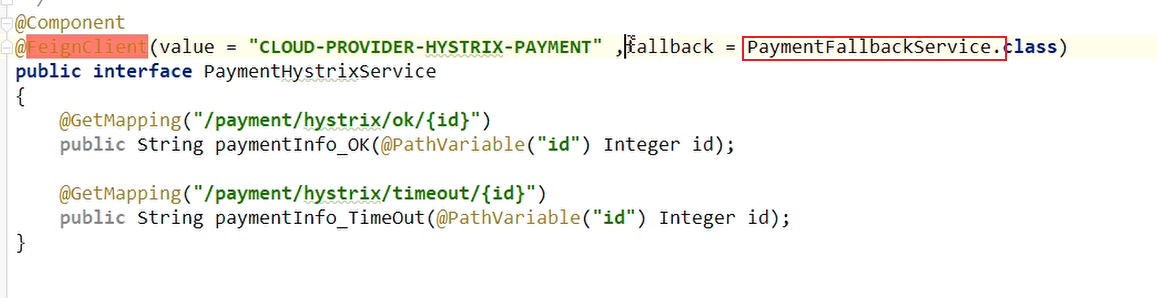 @Component
@FeignClient(value = "CLOUD-PROVIDER-HYSTRIX-PAYMENT" ,fallback = PaymentFallbackService.class)
public interface PaymentHystrixService
{
@GetMapping("/payment/hystrix/ok/{id}")
public String paymentInfo_OK(@PathVariable("id") Integer id);
@GetMapping("/payment/hystrix/timeout/{id}")
public String paymentInfo_TimeOut(@PathVariable("id") Integer id);
}